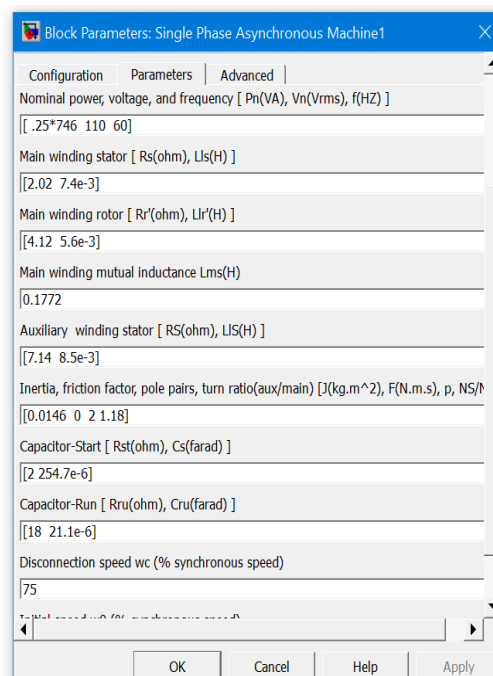 Block Parameters: Single Phase Asynchronous Machine1
Configuration Parameters Advanced
Nominal power, voltage, and frequency [ Pn(VA), Vn(Vrms), f(HZ) ]
[ .25*746 110 60]
Main winding stator [ Rs(ohm), Lls(H) ]
[2.02 7.4e-3]
Main winding rotor [ Rr'(ohm), Llr'(H) ]
[4.12 5.6e-3]
Main winding mutual inductance Lms(H)
0.1772
Auxiliary winding stator [ RS(ohm), LlS(H) ]
[7.14 8.5e-3]
Inertia, friction factor, pole pairs, turn ratio(aux/main) [J(kg.m^2), F(N.m.s), p, NS/N
[0.0146 0 2 1.18]
Capacitor-Start [ Rst(ohm), Cs(farad) ]
[2 254.7e-6]
Capacitor-Run [ Rru(ohm), Cru(farad) ]
[18 21.1e-6]
Disconnection speed wc (% synchronous speed)
75
Initial speed w0 (% synchronous speed)
OK Cancel Help Apply